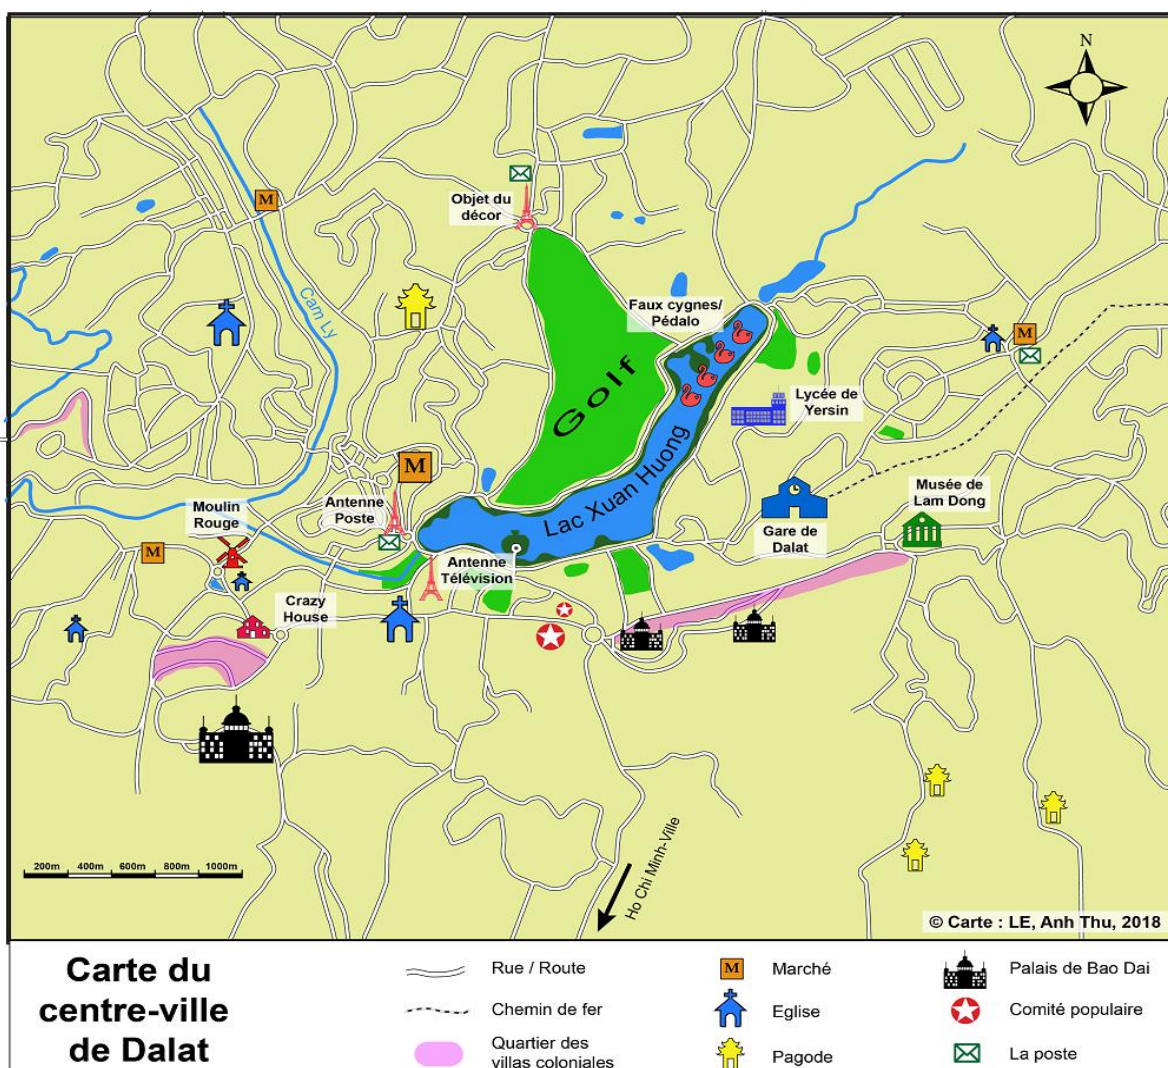 N
M
Objet du
décor
Cam Ly
Faux cygnes/
Pédalo
M
Golf
Lycée de
Yersin
Lac Xuan Huong
M
Musée de
Lam Dong
Moulin
Rouge
Antenne
Poste
Gare de
Dalat
M
Antenne
Télévision
Crazy
House
200m 400m 600m 800m 1000m
Ho Chi Minh-Ville
© Carte : LE, Anh Thu, 2018
Carte du
centre-ville
de Dalat
Rue / Route
Chemin de fer
Quartier des
villas coloniales
M
Marché
Eglise
Pagode
Palais de Bao Dai
Comité populaire
La poste